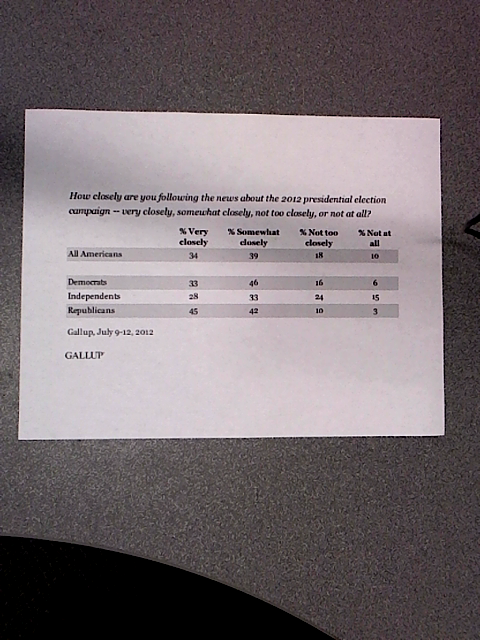 How closely are you following the news about the 2012 presidential election
campaign -- very closely, somewhat closely, not too closely, or not at all?
% Very closely % Somewhat closely % Not too closely % Not at all
All Americans 34 39 18 10
Democrats 33 46 16 6
Independents 28 33 24 15
Republicans 45 42 10 3
Gallup, July 9-12, 2012
GALLUP